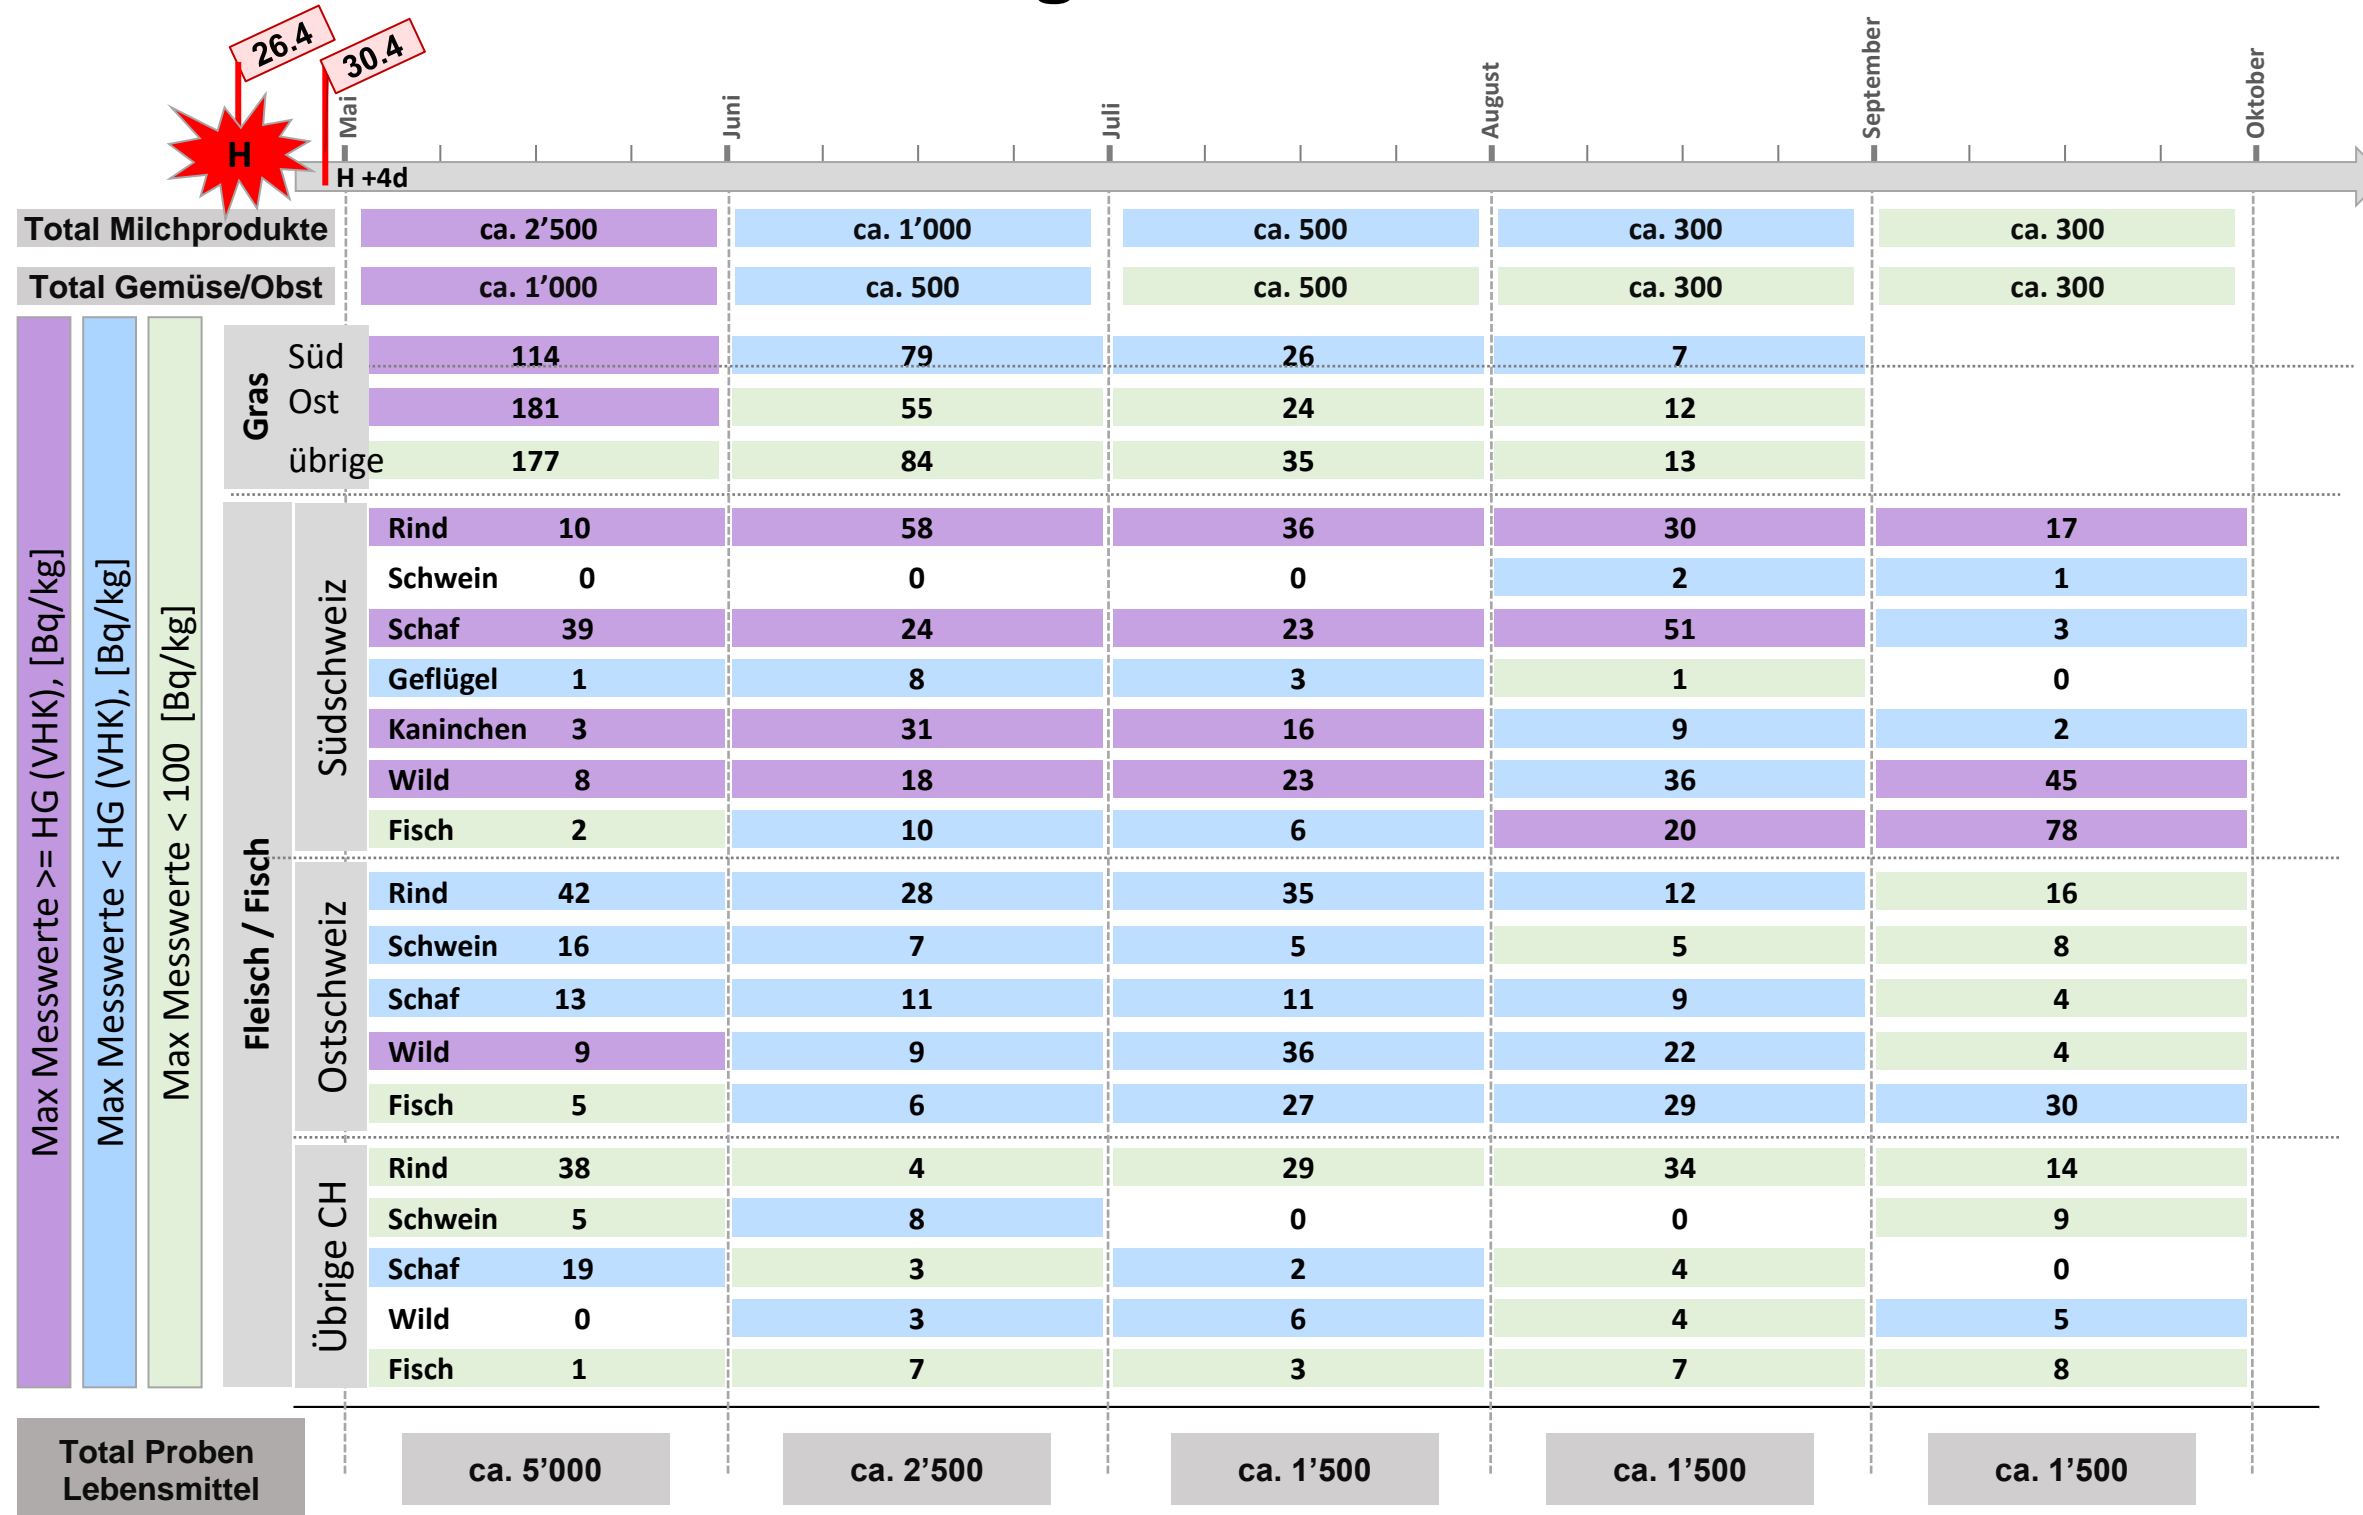 g
26.4
30.4
Mai
Juni
Juli
August
September
Oktober
H
H +4d
Total Milchprodukte ca. 2’500 ca. 1’000 ca. 500 ca. 300 ca. 300
Total Gemüse/Obst ca. 1’000 ca. 500 ca. 500 ca. 300 ca. 300
Max Messwerte >= HG (VHK), [Bq/kg]
Max Messwerte < HG (VHK), [Bq/kg]
Max Messwerte < 100 [Bq/kg]
Gras
Süd 114 79 26 7
Ost 181 55 24 12
übrige 177 84 35 13
Fleisch / Fisch
Südschweiz
Rind 10 58 36 30 17
Schwein 0 0 0 2 1
Schaf 39 24 23 51 3
Geflügel 1 8 3 1 0
Kaninchen 3 31 16 9 2
Wild 8 18 23 36 45
Fisch 2 10 6 20 78
Ostschweiz
Rind 42 28 35 12 16
Schwein 16 7 5 5 8
Schaf 13 11 11 9 4
Wild 9 9 36 22 4
Fisch 5 6 27 29 30
Übrige CH
Rind 38 4 29 34 14
Schwein 5 8 0 0 9
Schaf 19 3 2 4 0
Wild 0 3 6 4 5
Fisch 1 7 3 7 8
Total Proben
Lebensmittel
ca. 5’000 ca. 2’500 ca. 1’500 ca. 1’500 ca. 1’500